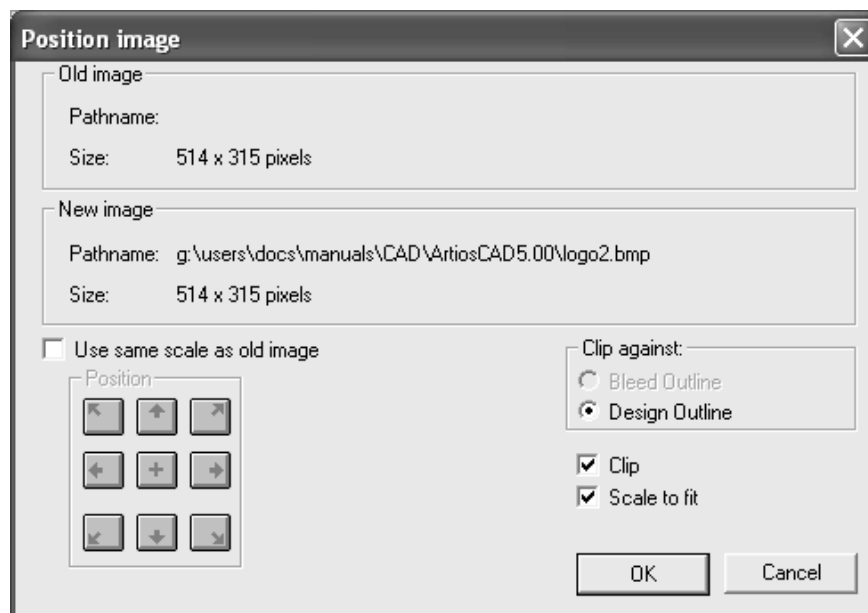 Position image
Old image
Pathname:
Size: 514 x 315 pixels
New image
Pathname: g:\users\docs\manuals\CAD\ArtiosCAD5.00\logo2.bmp
Size: 514 x 315 pixels
Use same scale as old image
Position
Clip against:
Bleed Outline
Design Outline
Clip
Scale to fit
OK Cancel